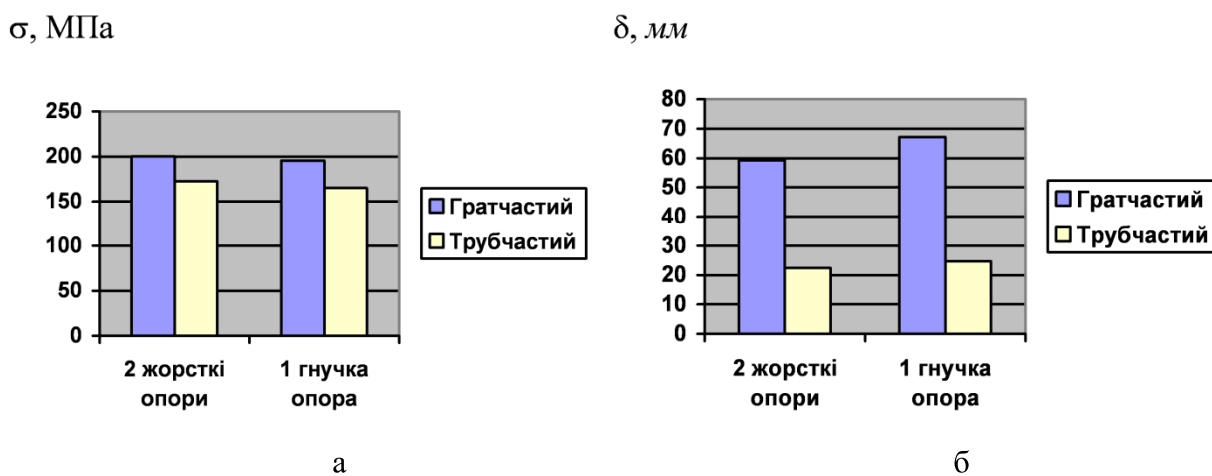 σ, МПа
250
200
150
100
50
0
2 жорсткі
опори
1 гнучка
опора
Гратчастий
Трубчастий
а
δ, мм
80
70
60
50
40
30
20
10
0
2 жорсткі
опори
1 гнучка
опора
Гратчастий
Трубчастий
б